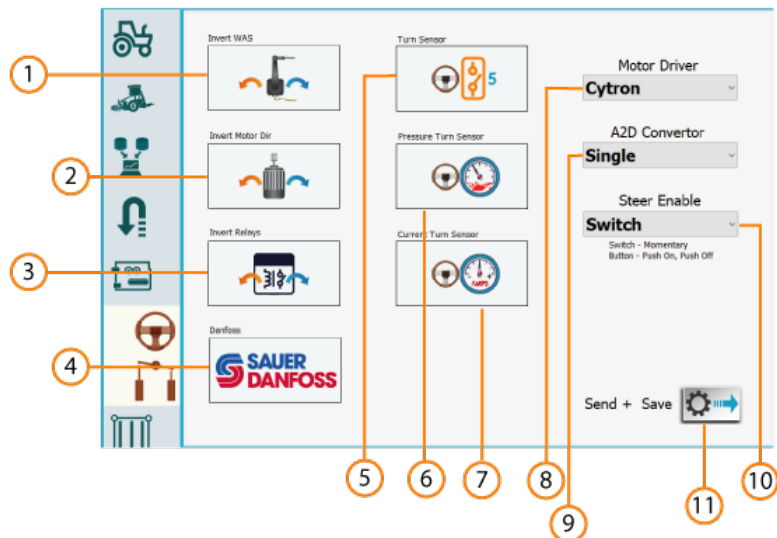 Invert WAS
Turn Sensor
5
1
Motor Driver
Cytron
Invert Motor Dir
Pressure Turn Sensor
A2D Convertor
Single
2
Steer Enable
Switch
Switch - Momentary
Button - Push On, Push Off
Invert Relays
Current Turn Sensor
AMPS
3
Danfoss
SAUER
DANFOSS
4
Send + Save
5
6
7
8
9
10
11